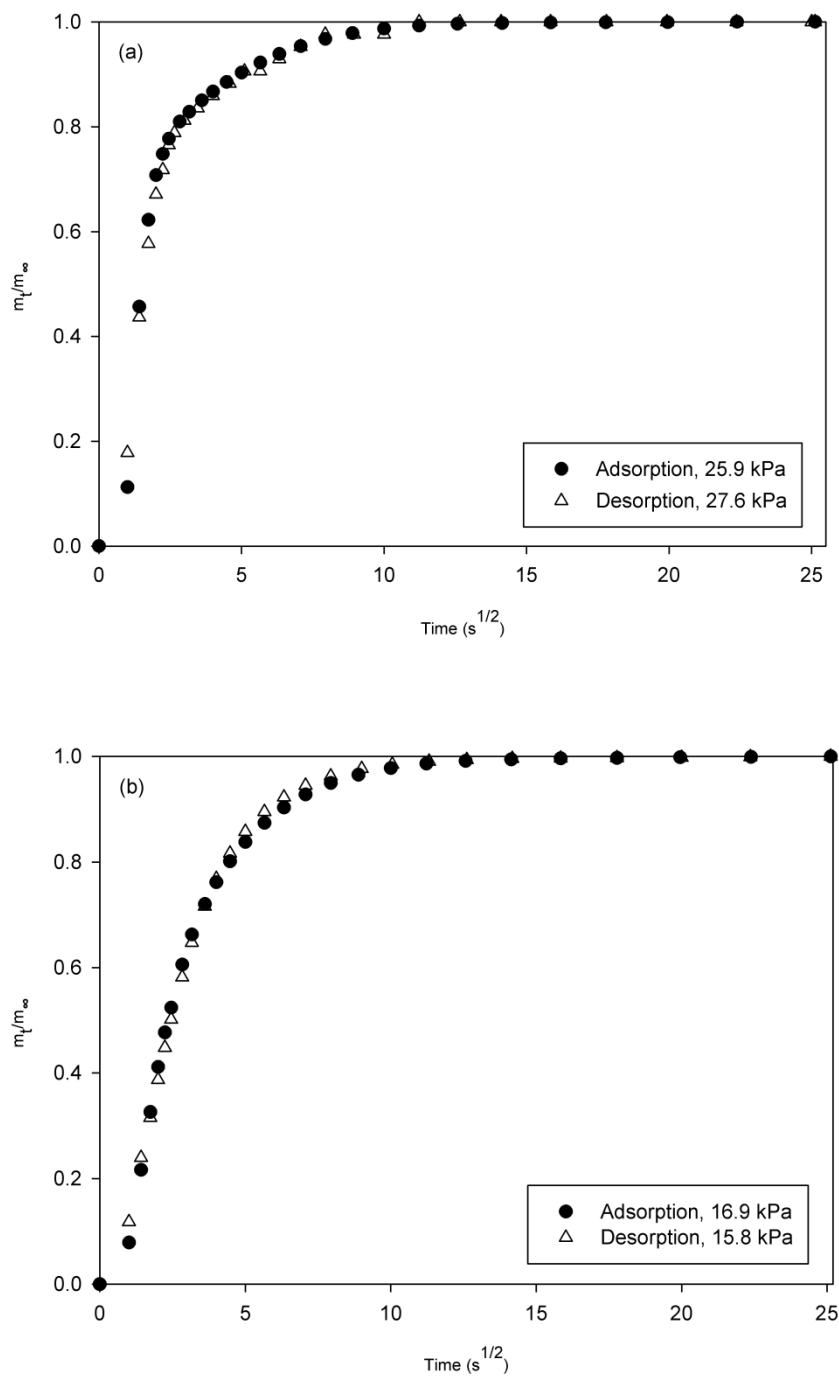 (a)
1.0
0.8
0.6
0.4
0.2
0.0
m_t/m_∞
Adsorption, 25.9 kPa
Desorption, 27.6 kPa
0 5 10 15 20 25
Time (s^1/2)
(b)
1.0
0.8
0.6
0.4
0.2
0.0
m_t/m_∞
Adsorption, 16.9 kPa
Desorption, 15.8 kPa
0 5 10 15 20 25
Time (s^1/2)